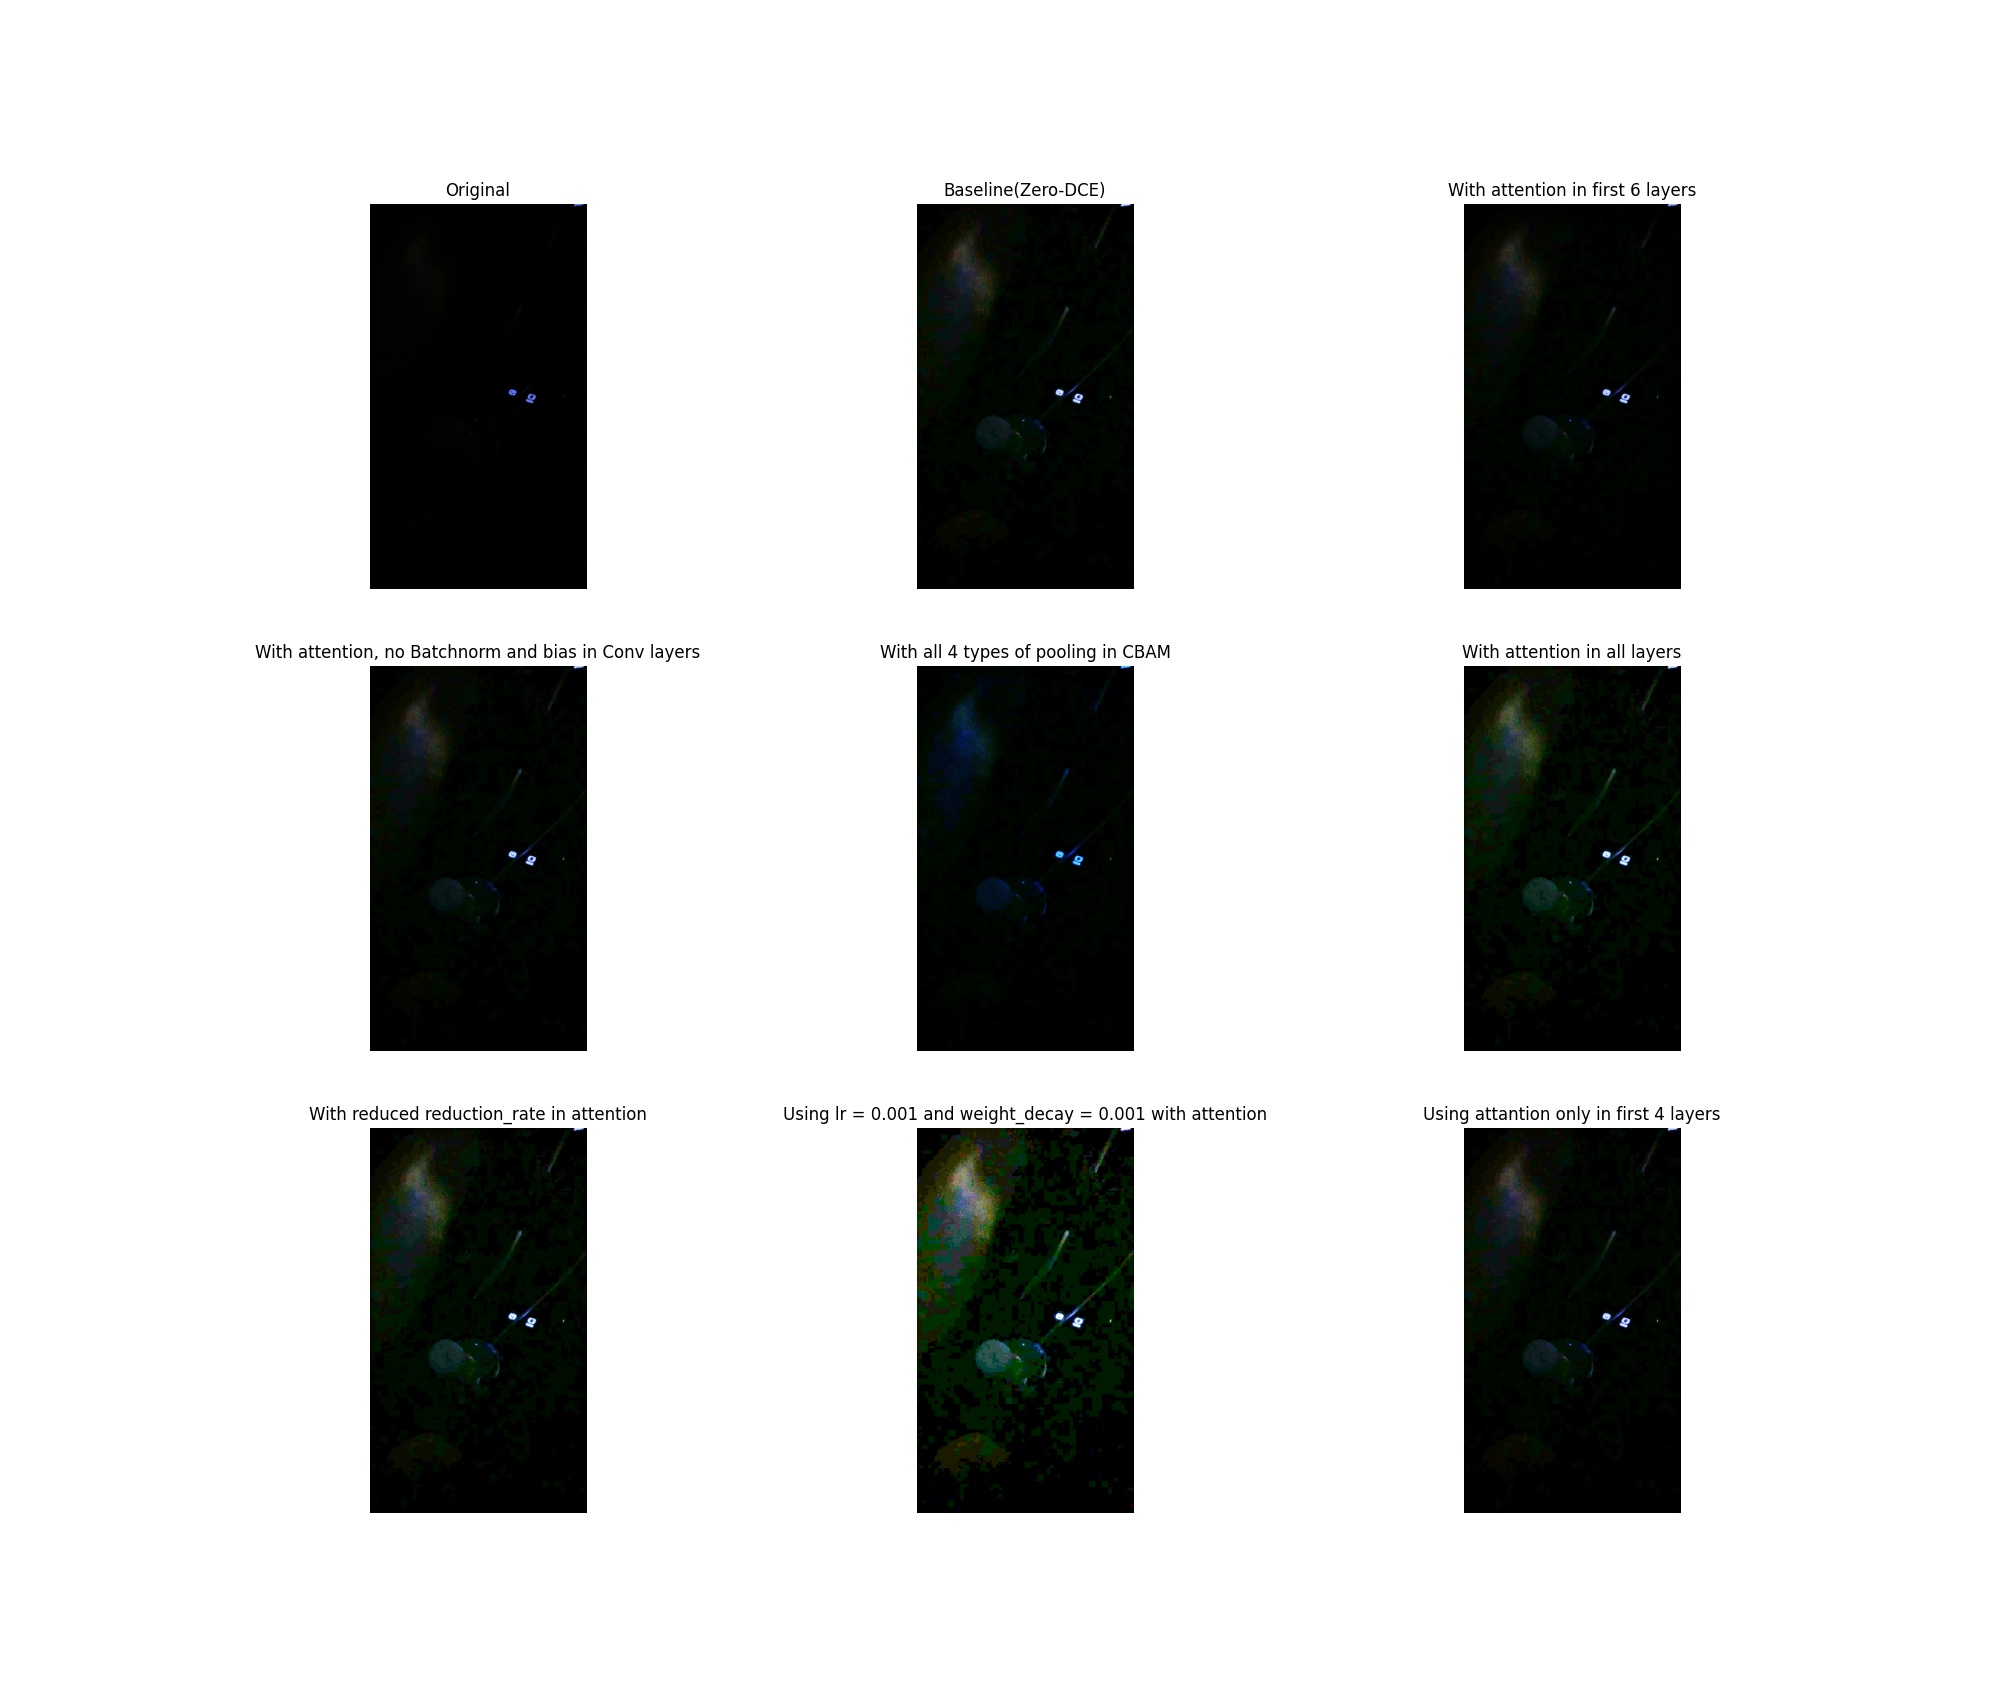 Original
Baseline(Zero-DCE)
With attention in first 6 layers
With attention, no Batchnorm and bias in Conv layers
With all 4 types of pooling in CBAM
With attention in all layers
With reduced reduction_rate in attention
Using lr = 0.001 and weight_decay = 0.001 with attention
Using attantion only in first 4 layers